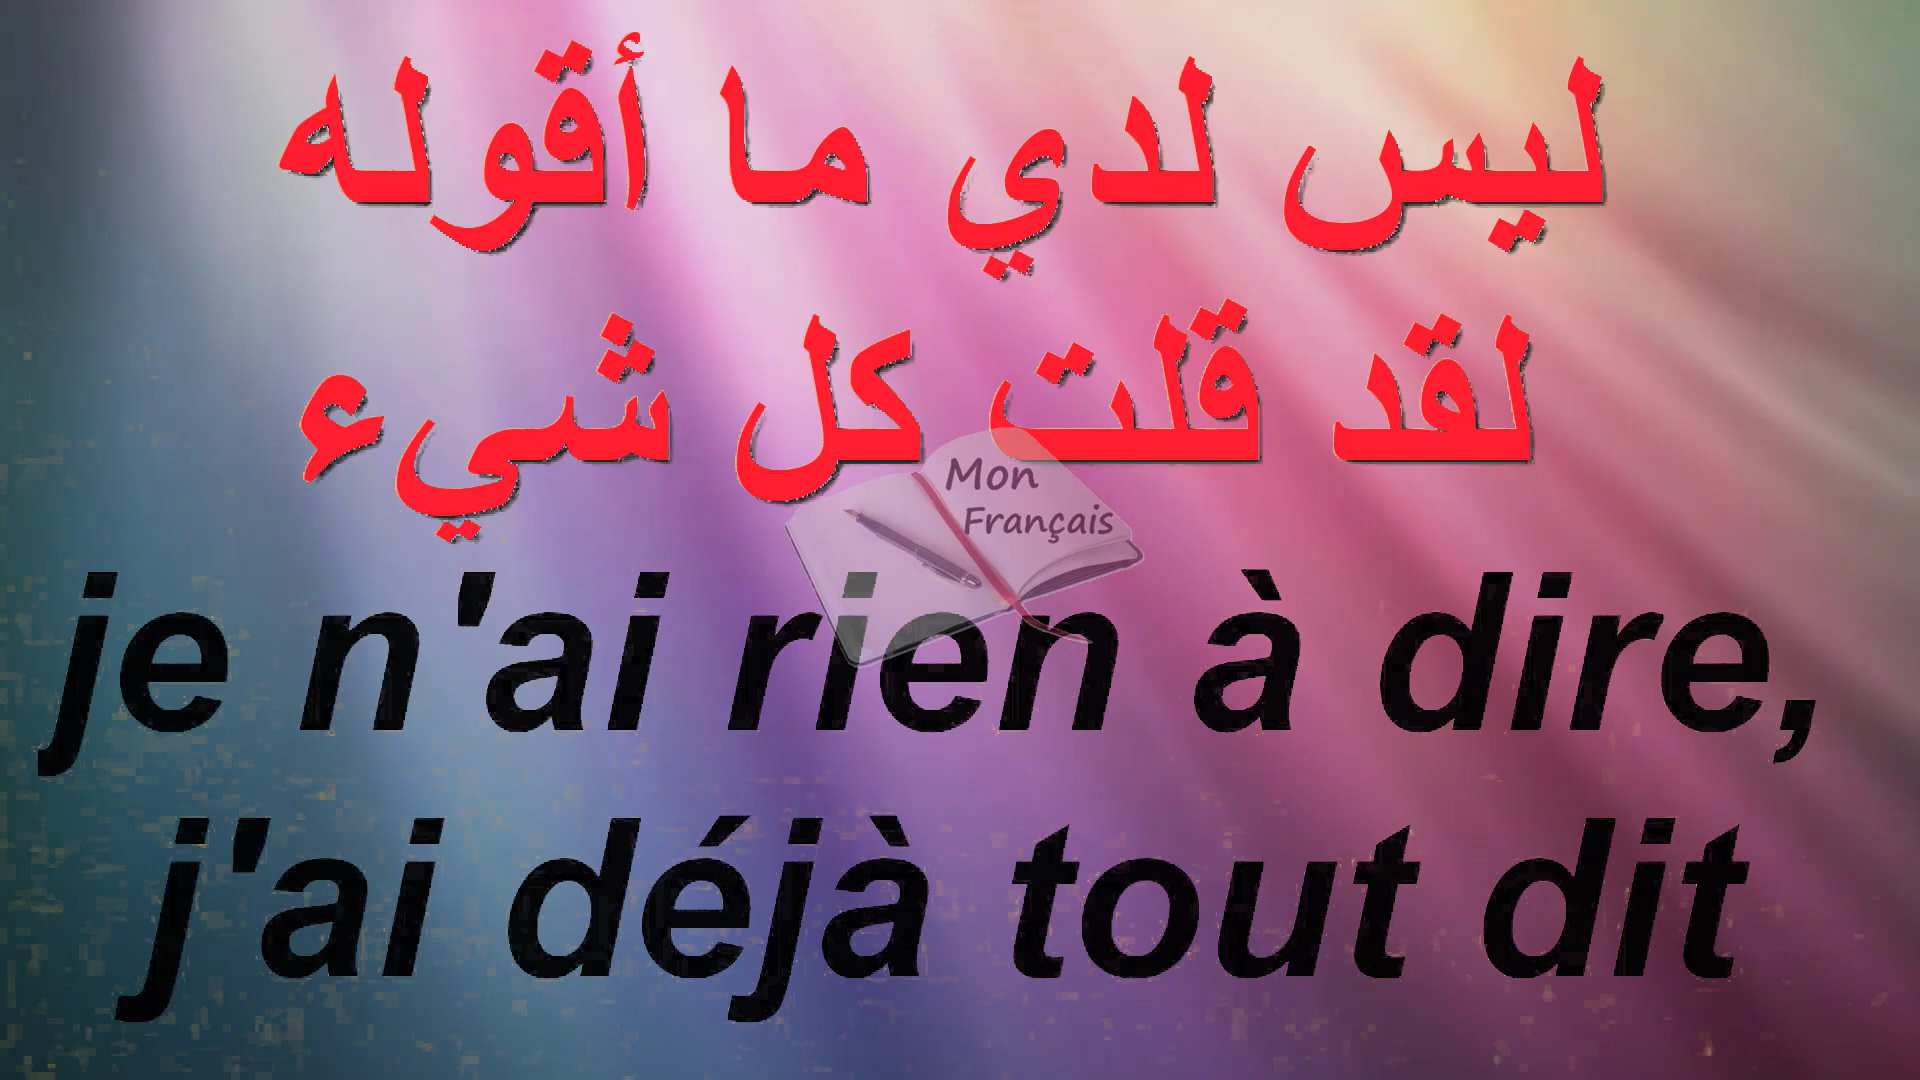 ليس لدي ما أقوله
لقد قلت كل شيء
Mon
Français
je n'ai rien à dire,
j'ai déjà tout dit